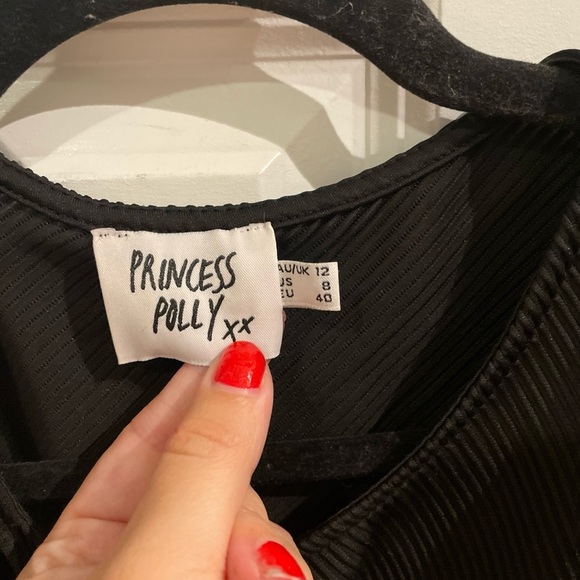 PRINCESS
POLLY xx
AU/UK 12
US 8
EU 40